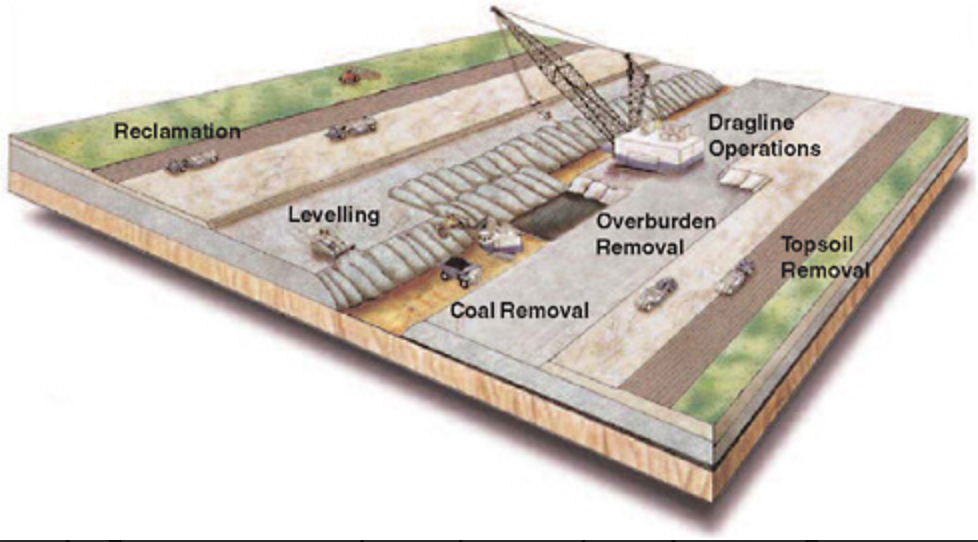 Reclamation
Dragline
Operations
Levelling
Overburden
Removal
Topsoil
Removal
Coal Removal